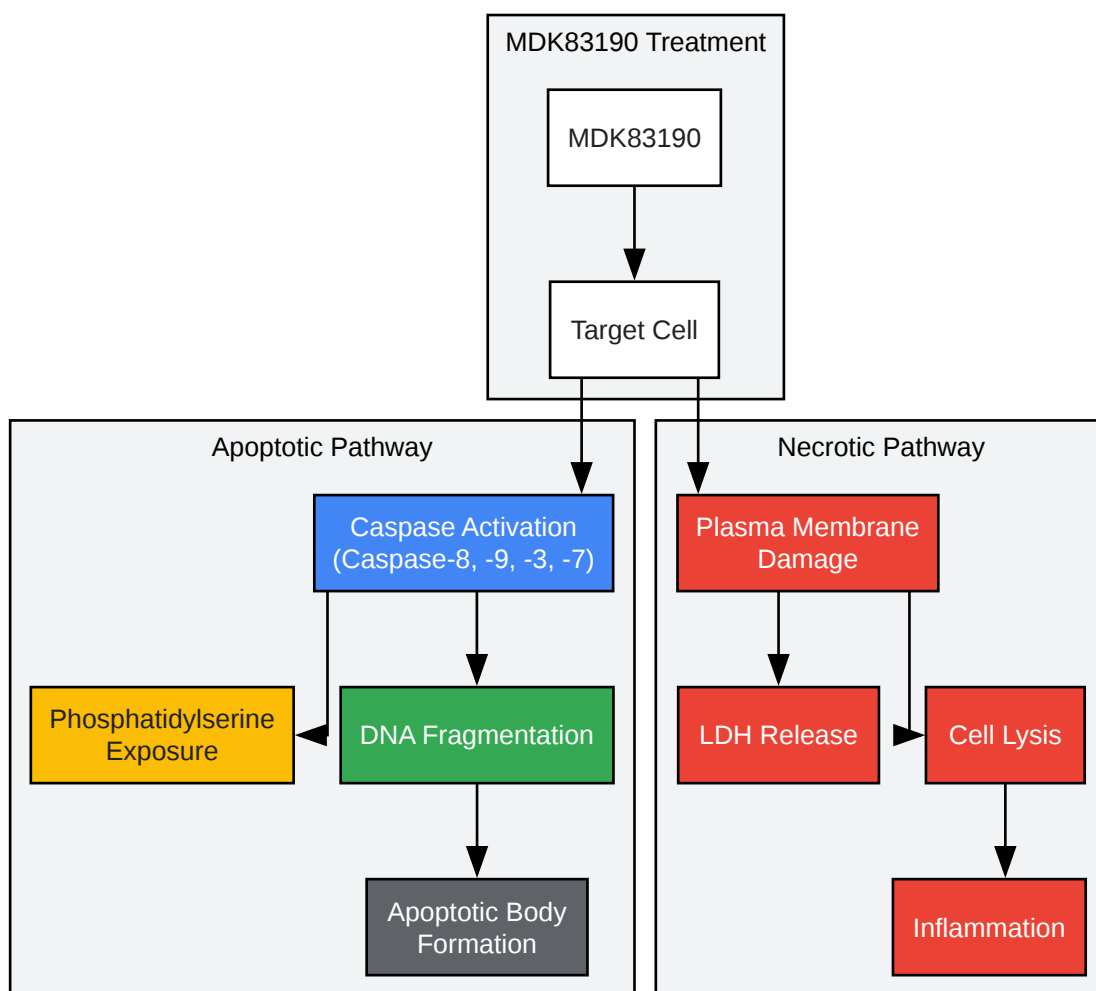 MDK83190 Treatment
MDK83190
Target Cell
Apoptotic Pathway
Caspase Activation
(Caspase-8, -9, -3, -7)
Phosphatidylserine
Exposure
DNA Fragmentation
Apoptotic Body
Formation
Necrotic Pathway
Plasma Membrane
Damage
LDH Release
Cell Lysis
Inflammation